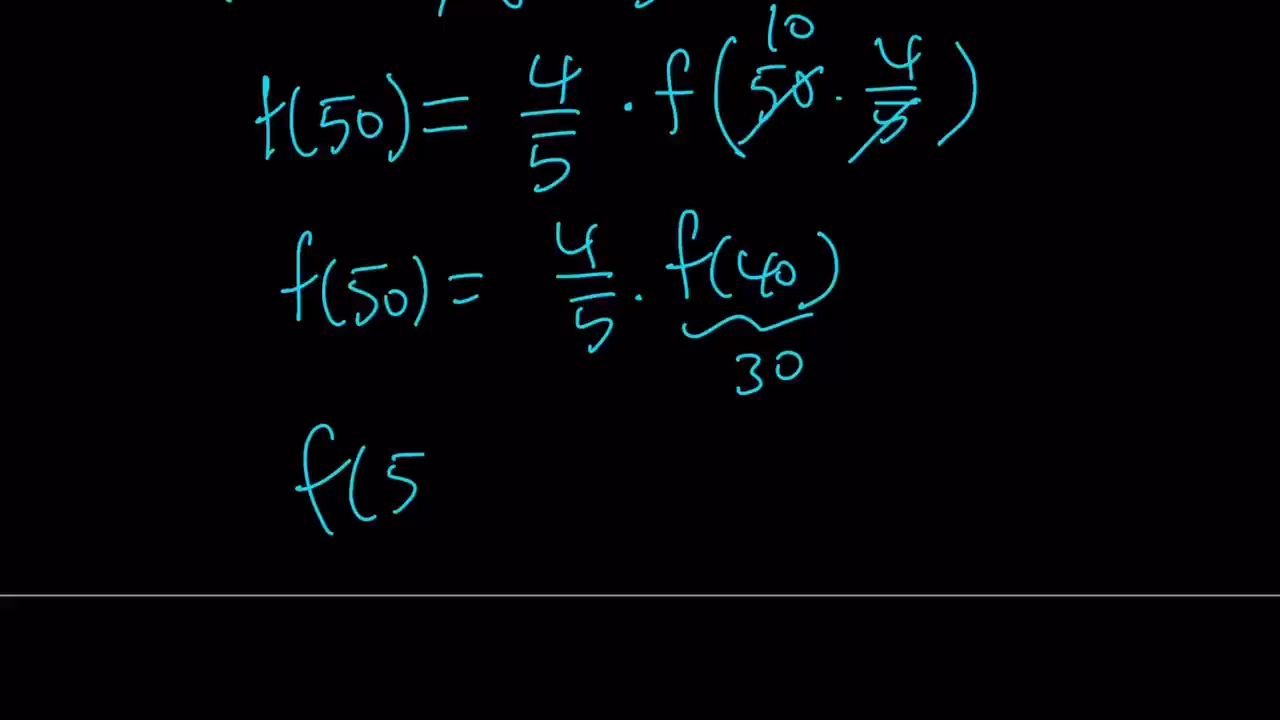 10
f(50) = 4/5 · f(50 · 4/5)
f(50) = 4/5 · f(40)
30
f(5